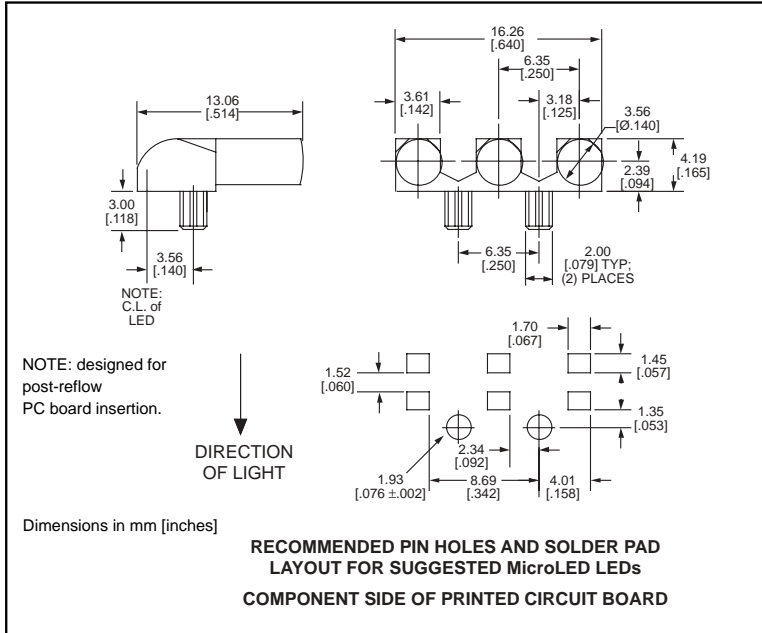 16.26
[.640]
6.35
[.250]
13.06
[.514]
3.61
[.142]
3.18
[.125]
3.56
[Ø.140]
4.19
[.165]
2.39
[.094]
3.00
[.118]
3.56
[.140]
NOTE:
C.L. of
LED
6.35
[.250]
2.00
[.079] TYP;
(2) PLACES
NOTE: designed for
post-reflow
PC board insertion.
DIRECTION
OF LIGHT
1.70
[.067]
1.52
[.060]
1.45
[.057]
1.35
[.053]
2.34
[.092]
1.93
[.076 ±.002]
8.69
[.342]
4.01
[.158]
Dimensions in mm [inches]
RECOMMENDED PIN HOLES AND SOLDER PAD
LAYOUT FOR SUGGESTED MicroLED LEDs
COMPONENT SIDE OF PRINTED CIRCUIT BOARD